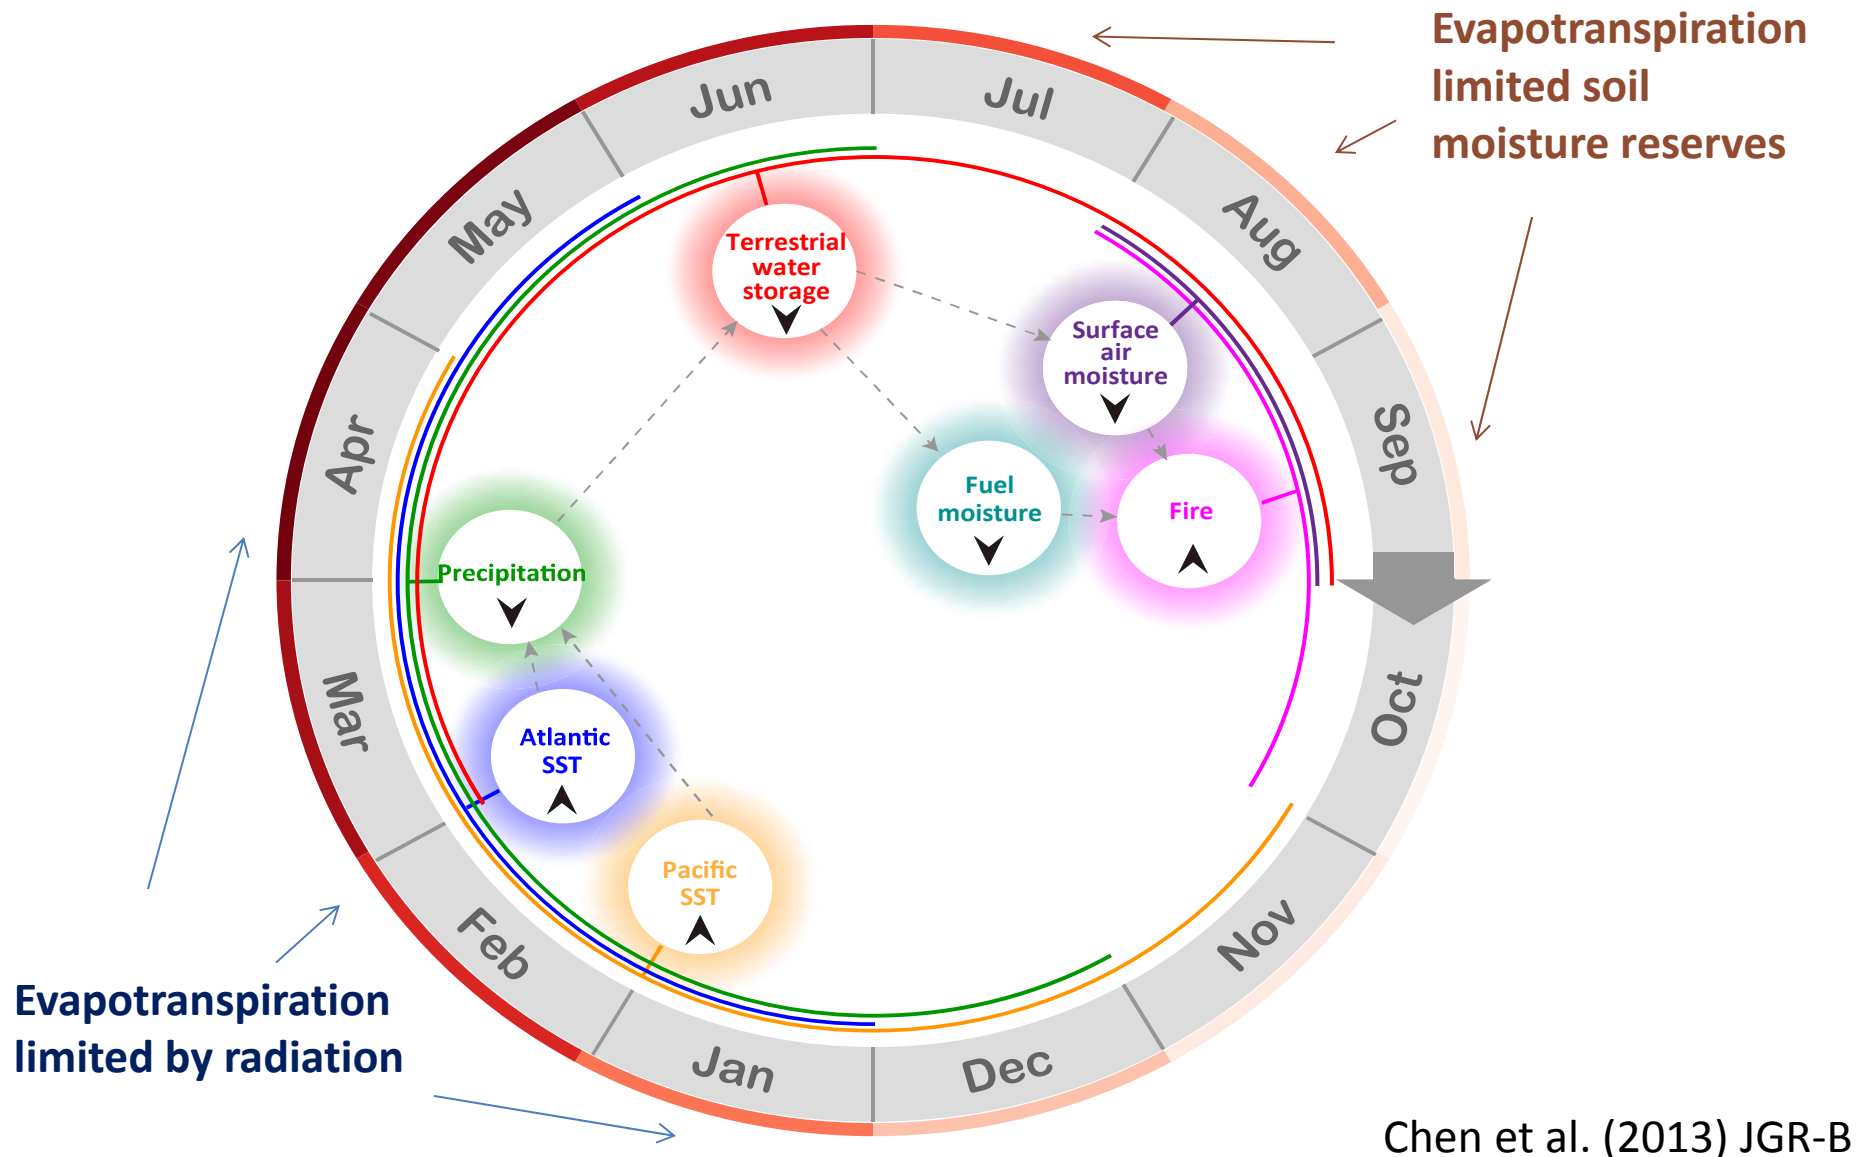 Evapotranspiration
limited soil
moisture reserves
Jun
Jul
May
Aug
Apr
Sep
Mar
Oct
Feb
Nov
Jan
Dec
Terrestrial
water
storage
Surface
air
moisture
Fuel
moisture
Fire
Precipitation
Atlantic
SST
Pacific
SST
Evapotranspiration
limited by radiation
Chen et al. (2013) JGR-B